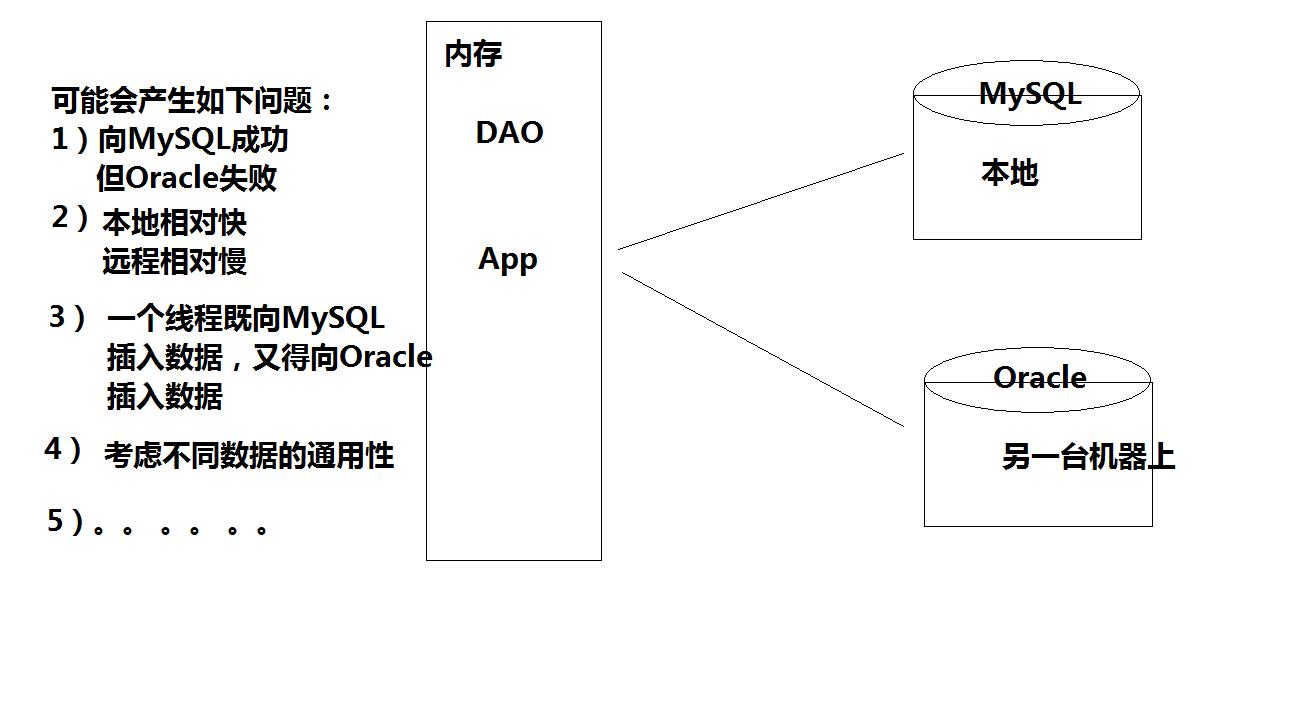 可能会产生如下问题：
1）向MySQL成功
但Oracle失败
2）本地相对快
远程相对慢
3）一个线程既向MySQL
插入数据，又得向Oracle
插入数据
4）考虑不同数据的通用性
5）。。。。。。
内存
DAO
App
MySQL
本地
Oracle
另一台机器上